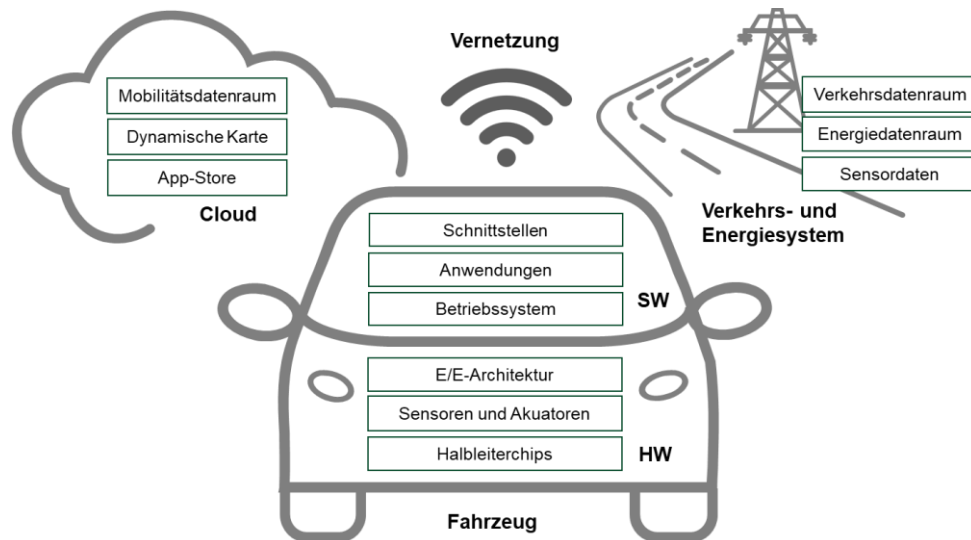 Vernetzung
Mobilitätsdatenraum
Dynamische Karte
App-Store
Cloud
Verkehrsdatenraum
Energiedatenraum
Sensordaten
Verkehrs- und
Energiesystem
Schnittstellen
Anwendungen
Betriebssystem
SW
E/E-Architektur
Sensoren und Akuatoren
Halbleiterchips
HW
Fahrzeug